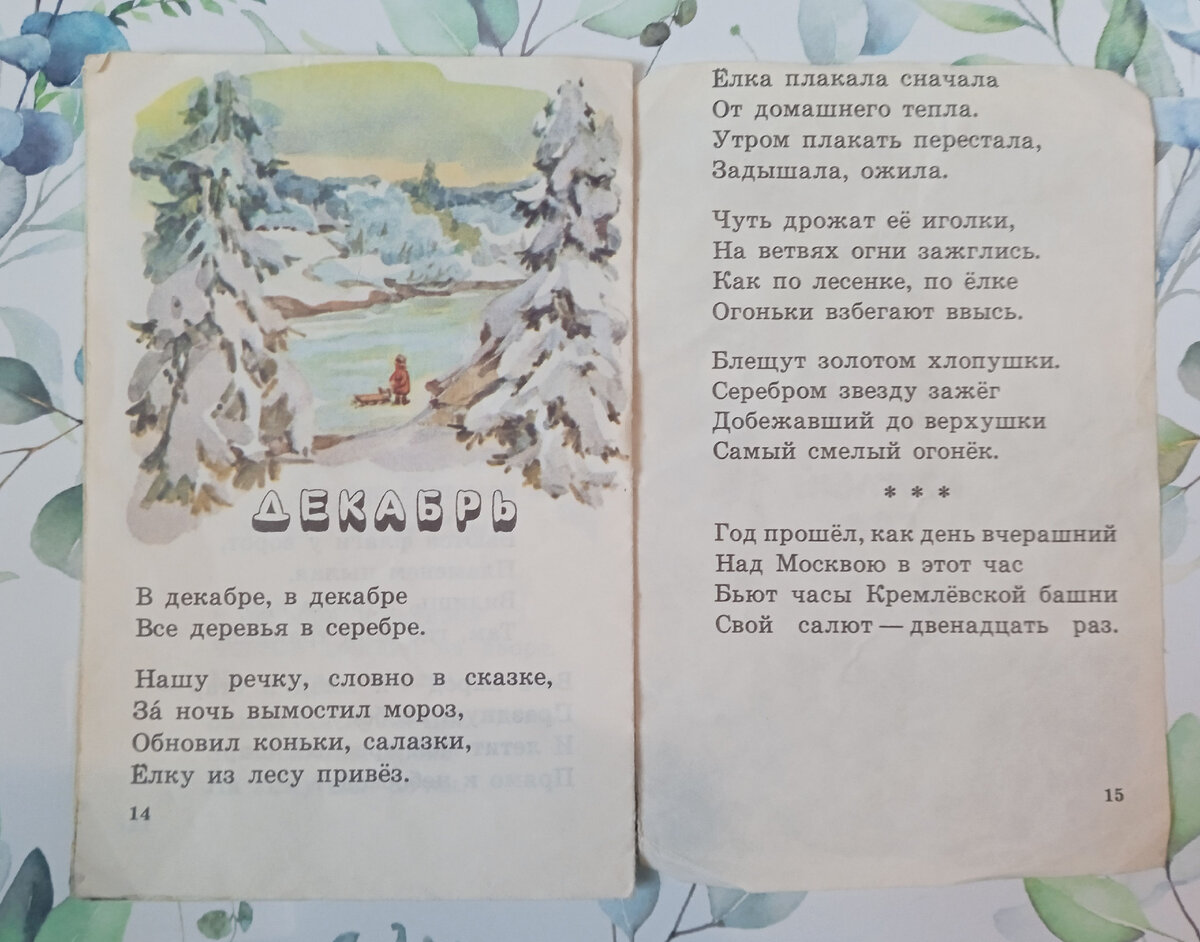 ДЕКАБРЬ
В декабре, в декабре
Все деревья в серебре.
Нашу речку, словно в сказке,
За́ ночь вымостил мороз,
Обновил коньки, салазки,
Ёлку из лесу привёз.
14
Ёлка плакала сначала
От домашнего тепла.
Утром плакать перестала,
Задышала, ожила.
Чуть дрожат её иголки,
На ветвях огни зажглись.
Как по лесенке, по ёлке
Огоньки взбегают ввысь.
Блещут золотом хлопушки.
Серебром звезду зажёг
Добежавший до верхушки
Самый смелый огонёк.
* * *
Год прошёл, как день вчерашний
Над Москвою в этот час
Бьют часы Кремлёвской башни
Свой салют — двенадцать раз.
15